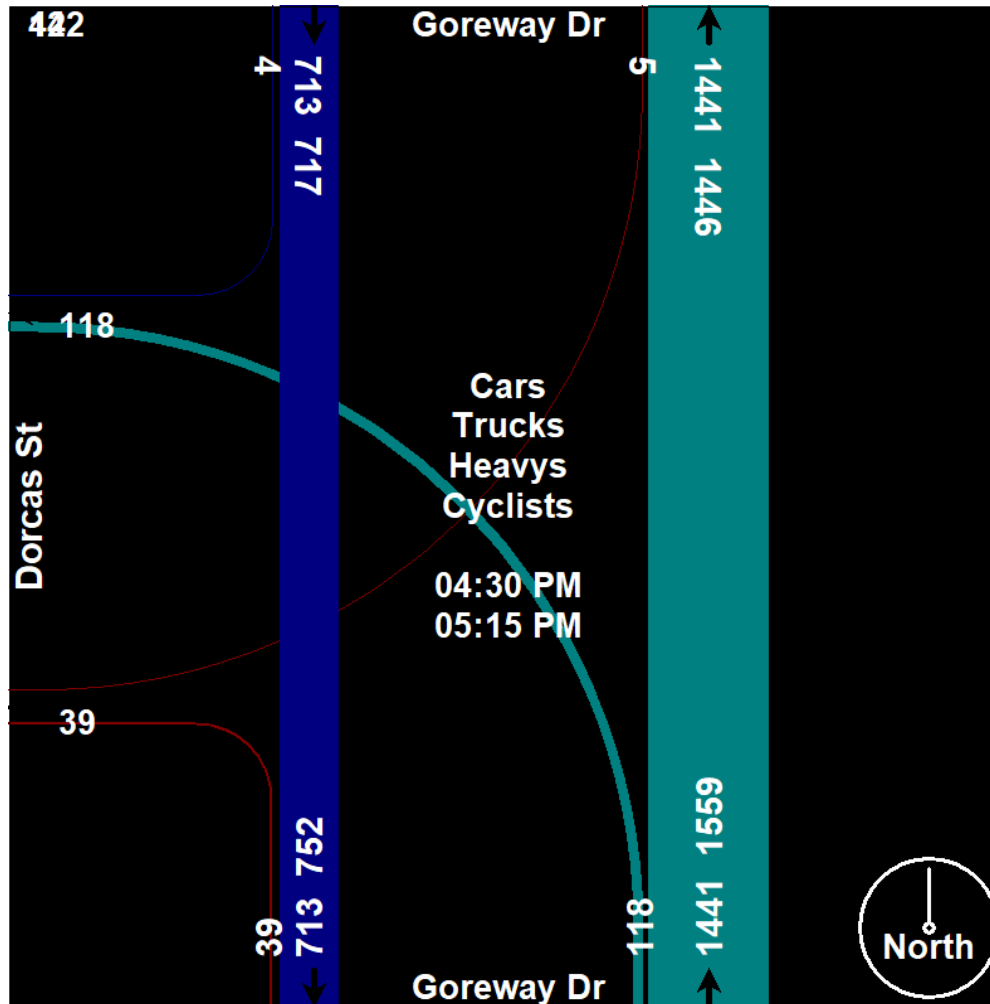 Goreway Dr
4
713 717
5
1441 1446
118
Cars
Trucks
Heavys
Cyclists
Dorcas St
04:30 PM
05:15 PM
39
39
713 752
118
1441 1559
North
Goreway Dr